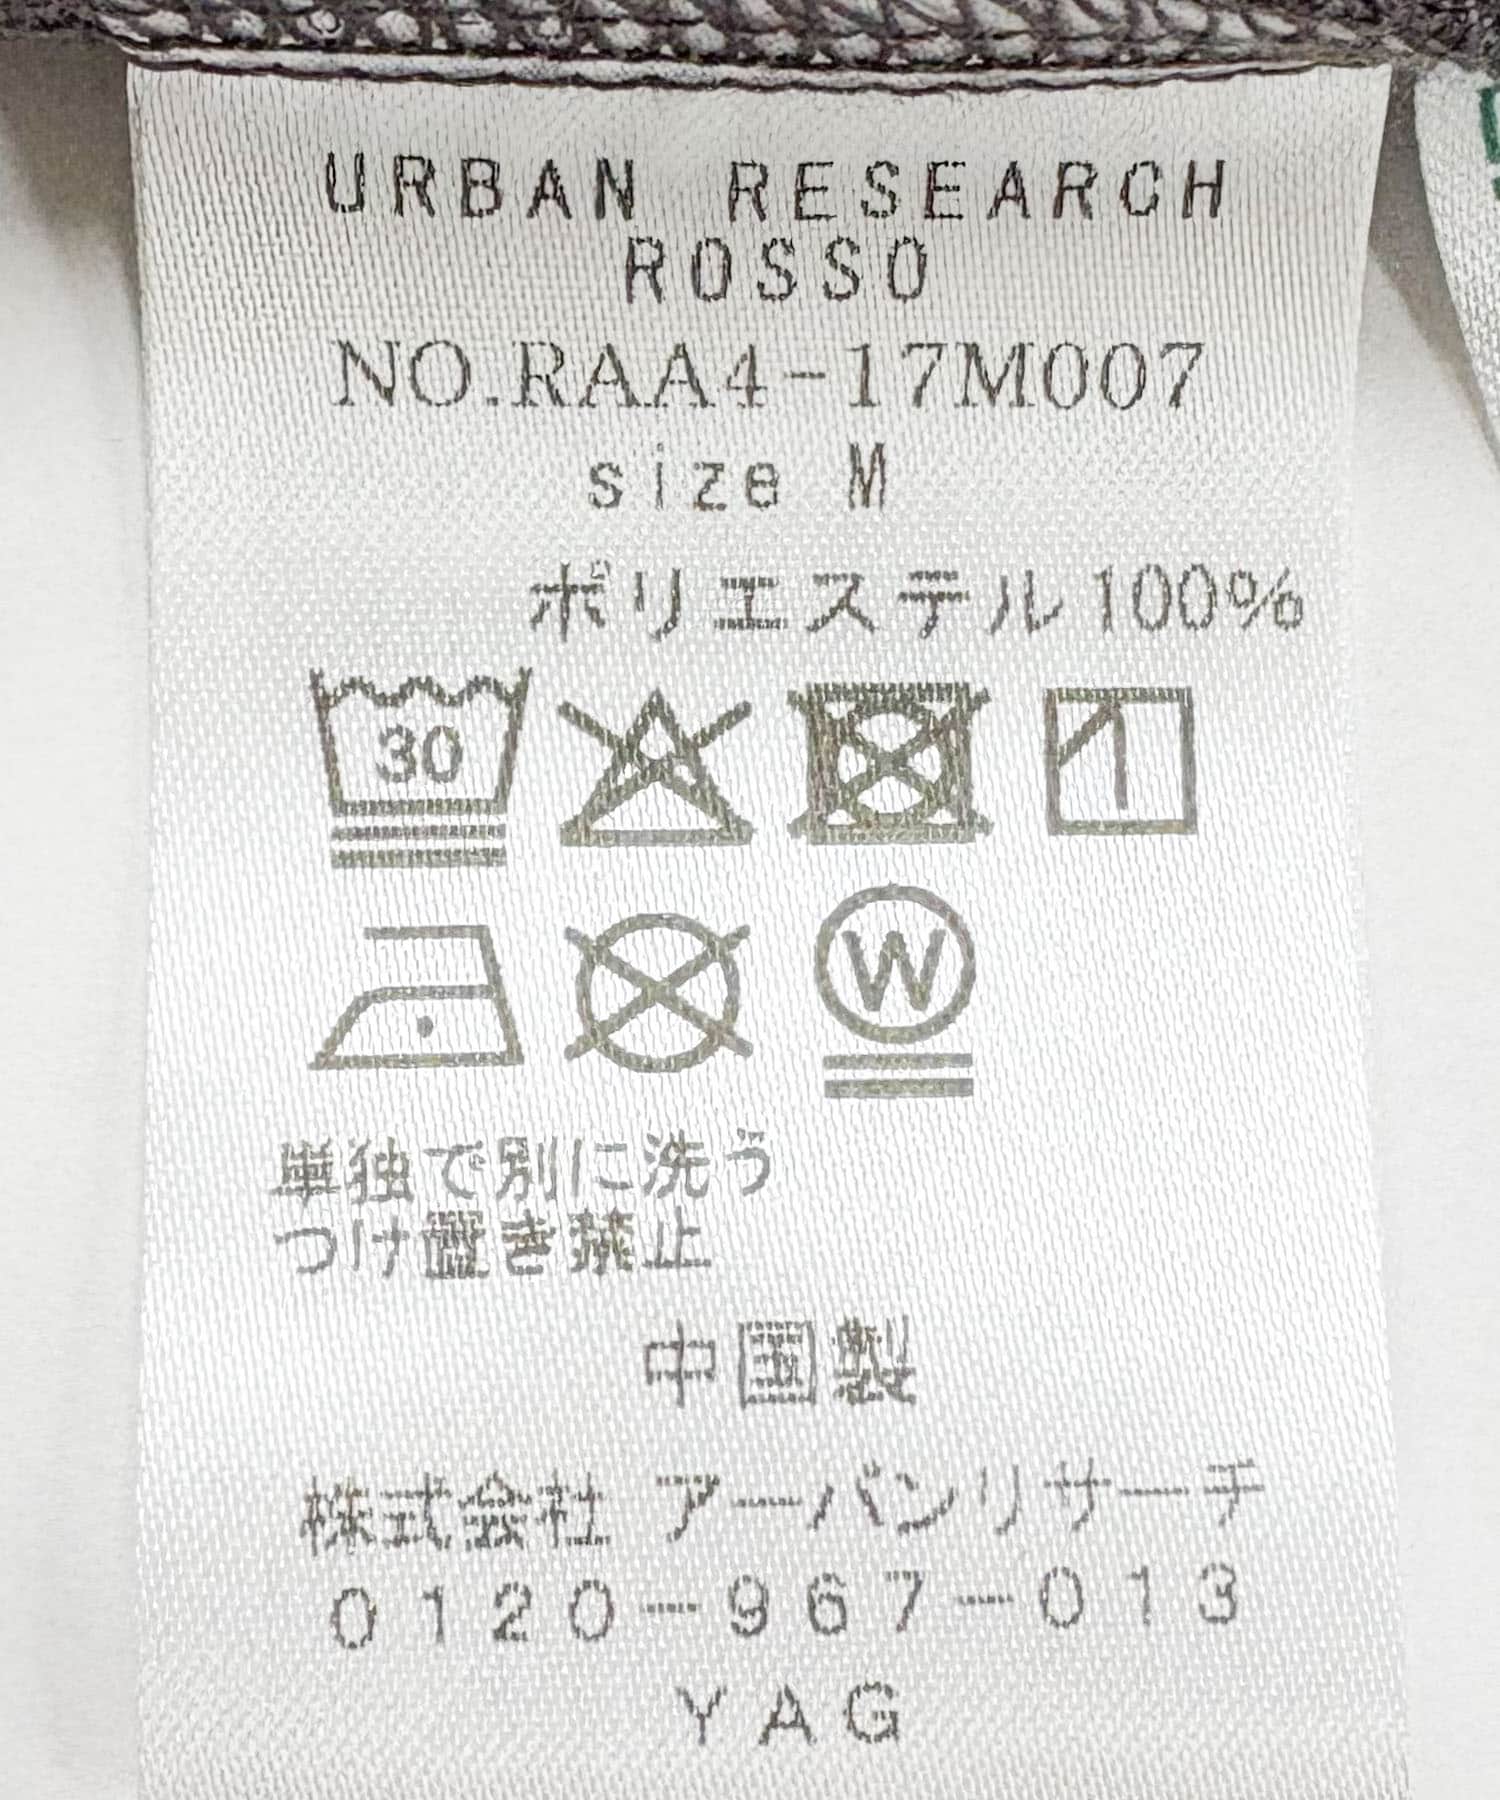 URBAN RESEARCH
ROSSO
NO.RAA4-17M007
size M
ポリエステル100%
30
W
単独で別に洗う
つけ置き禁止
中国製
株式会社 アーバンリサーチ
0120-967-013
YAG